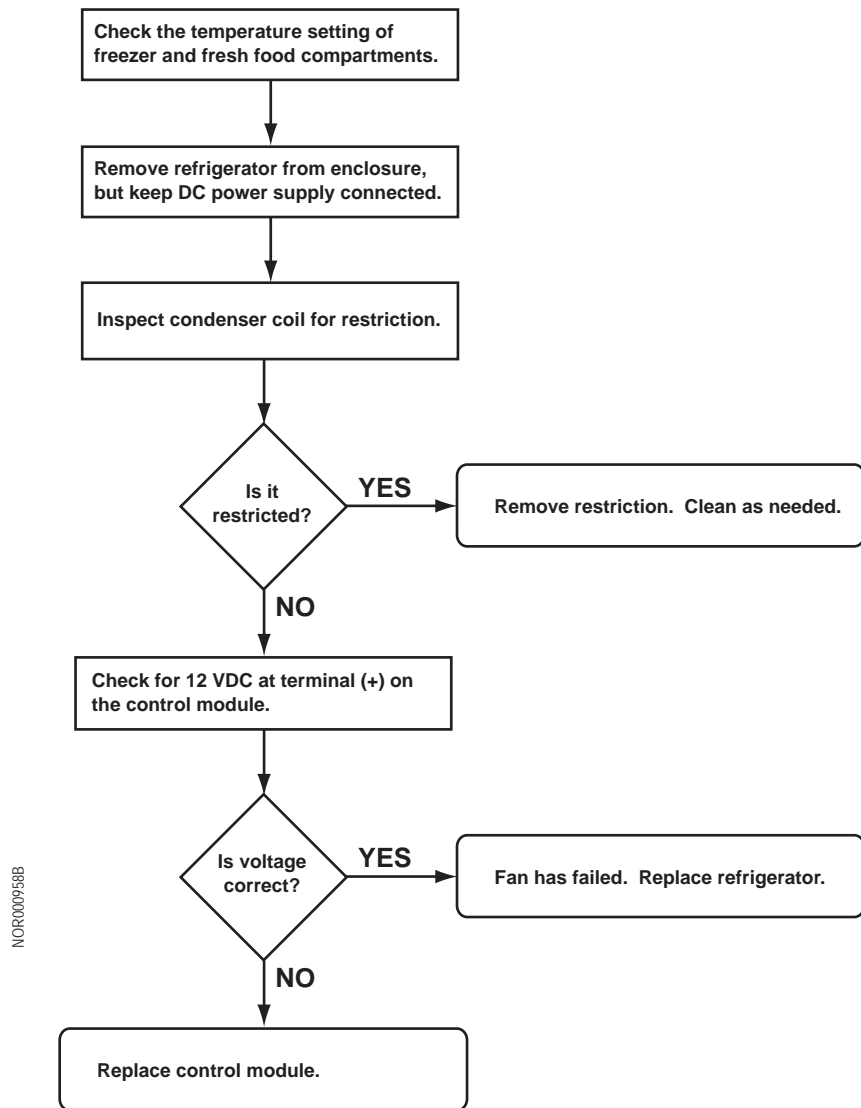 Check the temperature setting of
freezer and fresh food compartments.
Remove refrigerator from enclosure,
but keep DC power supply connected.
Inspect condenser coil for restriction.
Is it
restricted?
YES
Remove restriction.  Clean as needed.
NO
Check for 12 VDC at terminal (+) on
the control module.
Is voltage
correct?
YES
Fan has failed.  Replace refrigerator.
NO
Replace control module.
NOR000958B